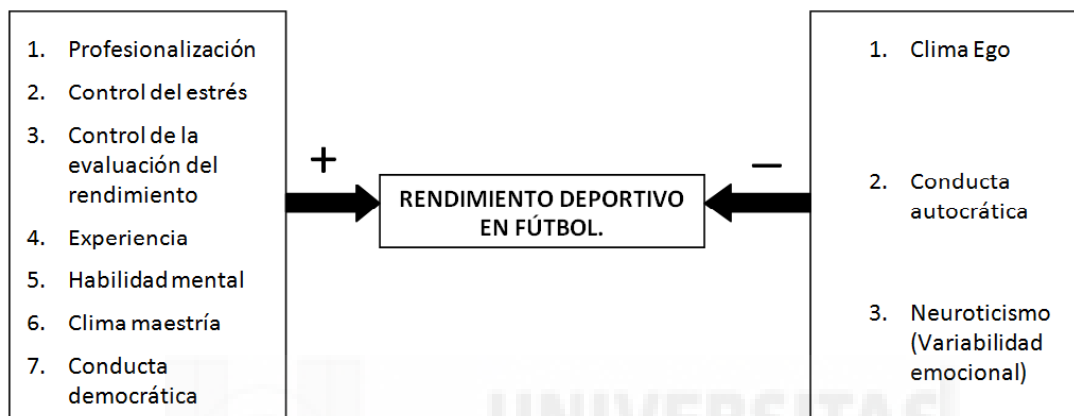 1. Profesionalización
2. Control del estrés
3. Control de la
evaluación del
rendimiento
4. Experiencia
5. Habilidad mental
6. Clima maestría
7. Conducta
democrática
+
RENDIMIENTO DEPORTIVO
EN FÚTBOL.
–
1. Clima Ego
2. Conducta
autocrática
3. Neuroticismo
(Variabilidad
emocional)
UNIVERSITAS